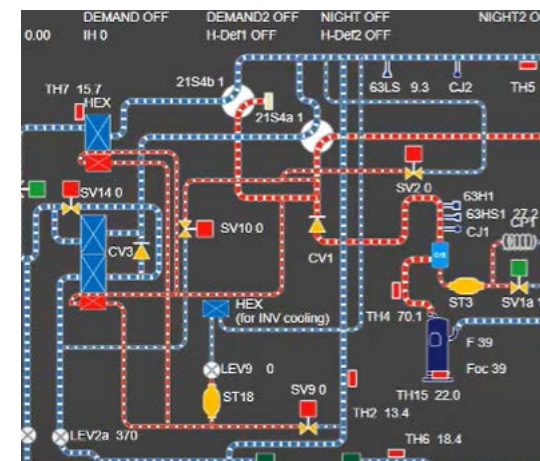 DEMAND OFF DEMAND2 OFF NIGHT OFF NIGHT2 O
0.00 IH 0 H-Def1 OFF H-Def2 OFF
TH7 15.7
HEX
21S4b 1
21S4a 1
63LS 9.3 CJ2 TH5
SV14 0
SV2 0
63H1
63HS1 27.2
CJ1
CP1
SV10 0
CV3
CV1
C/S
ST3
SV1a 1
HEX
(for INV cooling)
TH4 70.1
F 39
Foc 39
LEV9 0
ST18
SV9 0
TH15 22.0
TH2 13.4
LEV2a 370
TH6 18.4